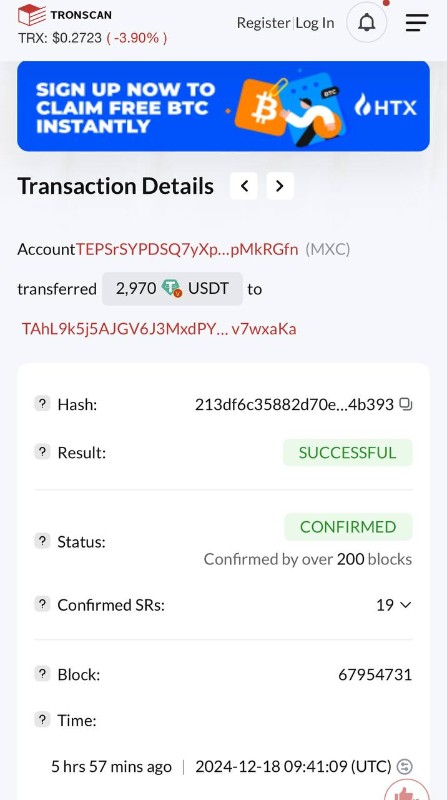 TRONSCAN
Register Log In
TRX: $0.2723 ( -3.90% )
SIGN UP NOW TO
CLAIM FREE BTC
INSTANTLY
BTC
HTX
Transaction Details
AccountTEPSrSYPDSQ7yXp...pMkRGfn (MXC)
transferred 2,970 USDT to
TAhL9k5j5AJGV6J3MxdPY... v7wxaKa
? Hash: 213df6c35882d70e...4b393
? Result: SUCCESSFUL
CONFIRMED
? Status:
Confirmed by over 200 blocks
? Confirmed SRs: 19
? Block: 67954731
? Time:
5 hrs 57 mins ago | 2024-12-18 09:41:09 (UTC)